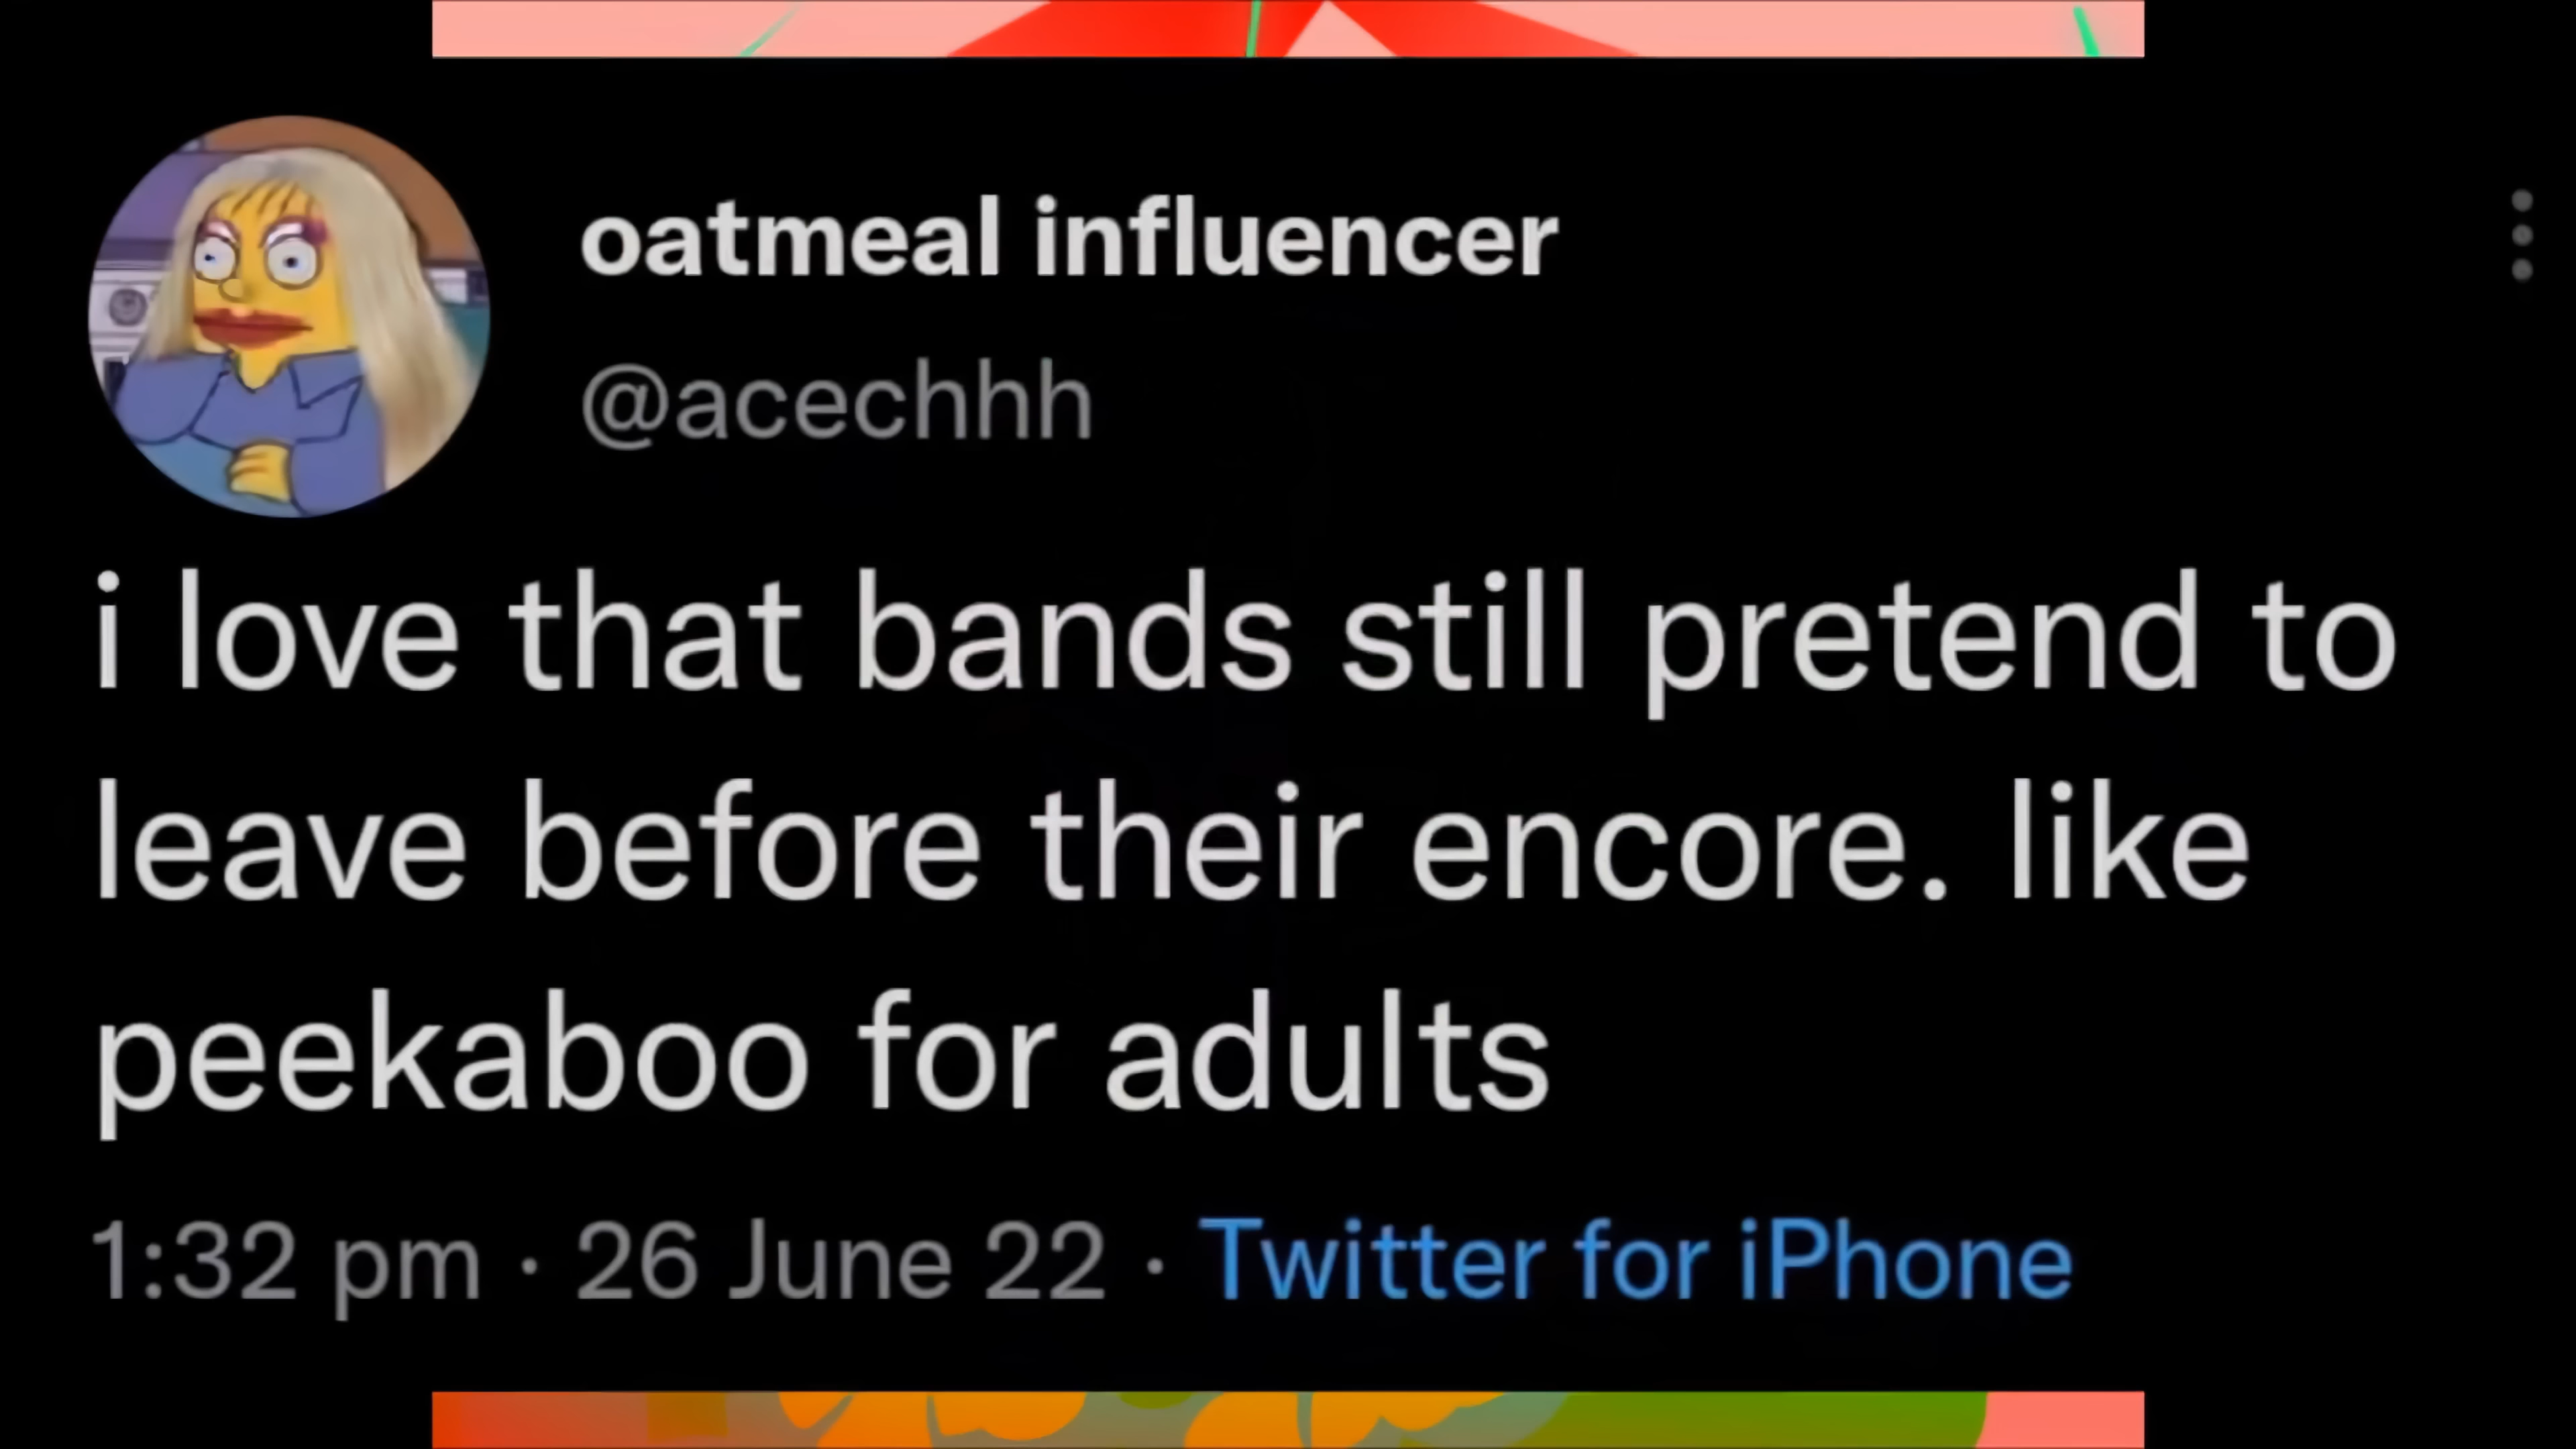 oatmeal influencer
@acechhh
i love that bands still pretend to
leave before their encore. like
peekaboo for adults
1:32 pm · 26 June 22 · Twitter for iPhone